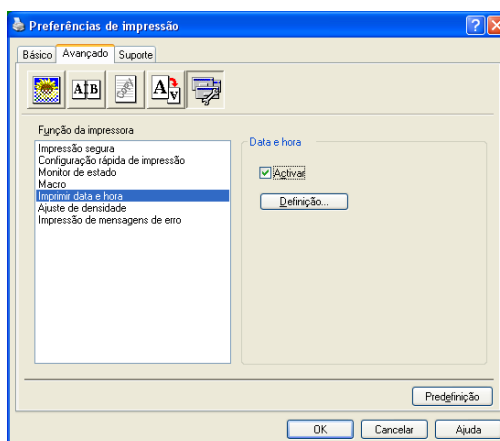 Preferências de impressão
Básico Avançado Suporte
A B
A V
Função da impressora
Impressão segura
Configuração rápida de impressão
Monitor de estado
Macro
Imprimir data e hora
Ajuste de densidade
Impressão de mensagens de erro
Data e hora
Activar
Definição...
Predefinição
OK Cancelar Ajuda